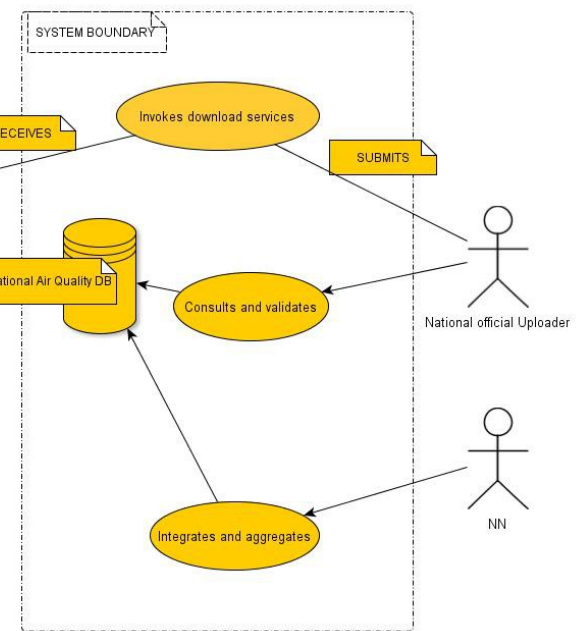 SYSTEM BOUNDARY
Invokes download services
ECEIVES
SUBMITS
ational Air Quality DB
Consults and validates
National official Uploader
Integrates and aggregates
NN